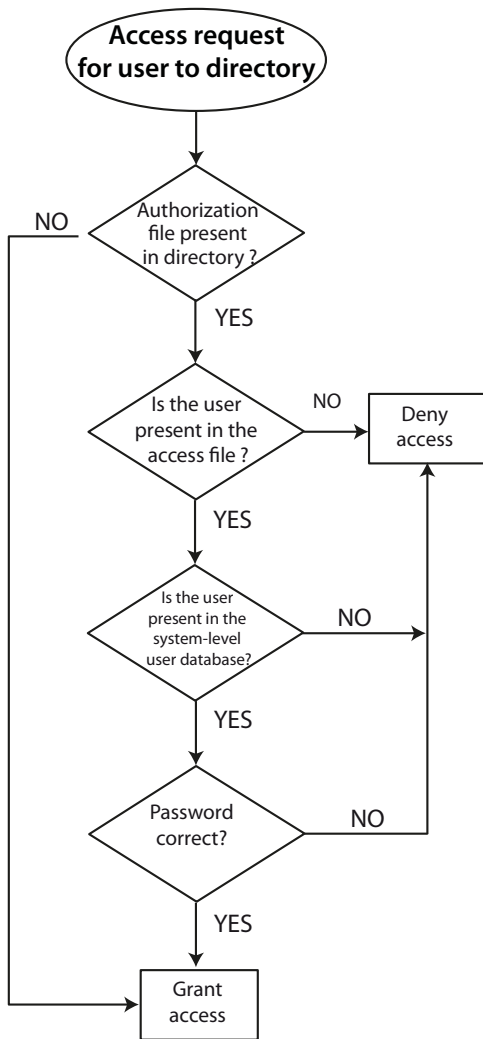 Access request
for user to directory
NO
Authorization
file present
in directory ?
YES
Is the user
present in the
access file ?
NO
Deny
access
YES
Is the user
present in the
system-level
user database?
NO
YES
Password
correct?
NO
YES
Grant
access